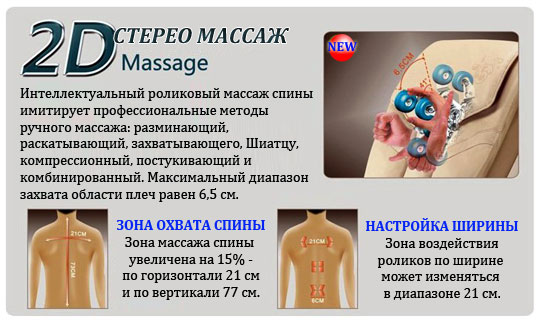 2D СТЕРЕО МАССАЖ
Massage
NEW
6.5CM
Интеллектуальный роликовый массаж спины
имитирует профессиональные методы
ручного массажа: разминающий,
раскатывающий, захватывающего, Шиатцу,
компрессионный, постукивающий и
комбинированный. Максимальный диапазон
захвата области плеч равен 6,5 см.
21CM
73CM
ЗОНА ОХВАТА СПИНЫ
Зона массажа спины
увеличена на 15% -
по горизонтали 21 см
и по вертикали 77 см.
21CM
6CM
НАСТРОЙКА ШИРИНЫ
Зона воздействия
роликов по ширине
может изменяться
в диапазоне 21 см.